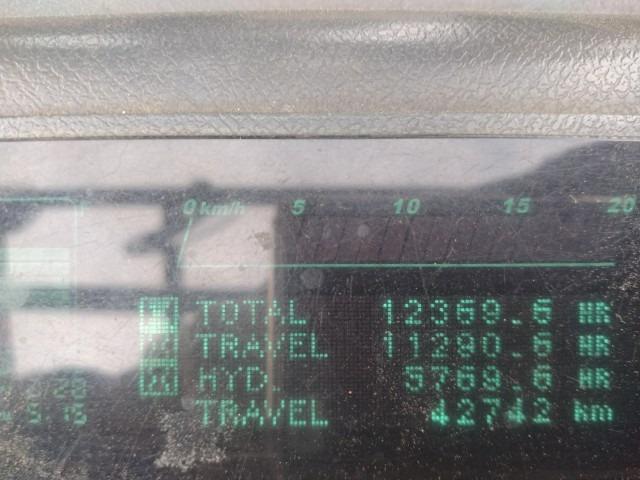 0 km/h 5 10 15 20
TOTAL 12369.6 HR
TRAVEL 11290.6 HR
HYD. 5769.6 HR
TRAVEL 42742 km